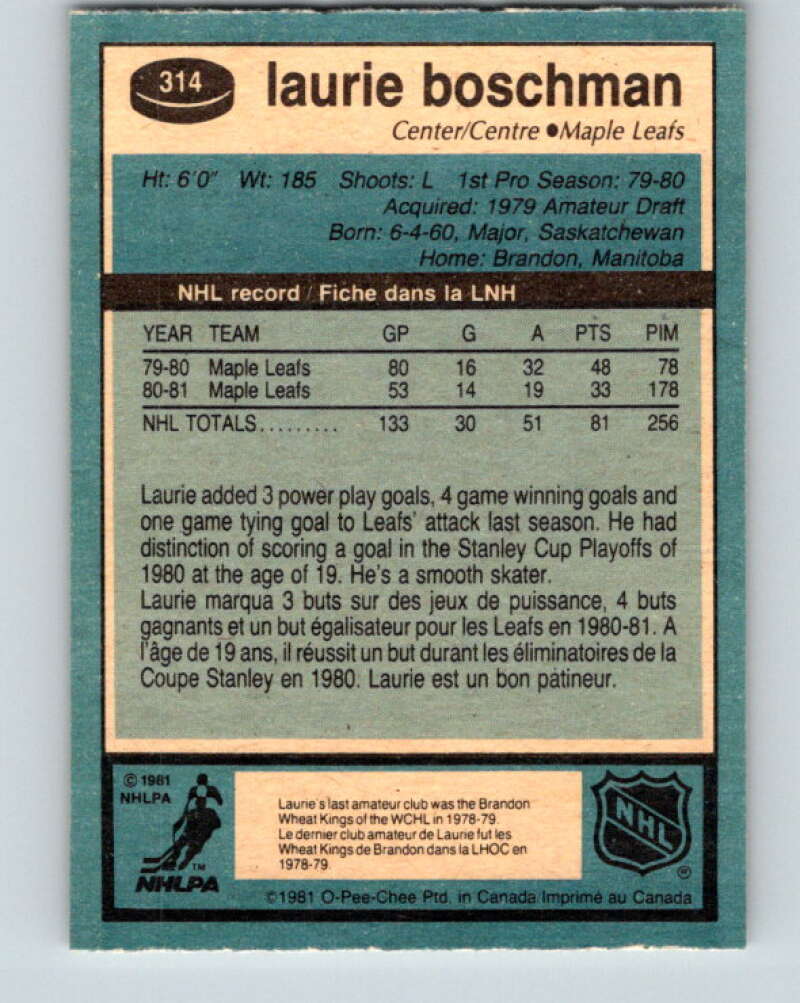 314
laurie boschman
Center/Centre ●Maple Leafs
Ht: 6'0" Wt: 185 Shoots: L 1st Pro Season: 79-80
Acquired: 1979 Amateur Draft
Born: 6-4-60, Major, Saskatchewan
Home: Brandon, Manitoba
NHL record / Fiche dans la LNH
YEAR TEAM GP G A PTS PIM
79-80 Maple Leafs 80 16 32 48 78
80-81 Maple Leafs 53 14 19 33 178
NHL TOTALS......... 133 30 51 81 256
Laurie added 3 power play goals, 4 game winning goals and
one game tying goal to Leafs' attack last season. He had
distinction of scoring a goal in the Stanley Cup Playoffs of
1980 at the age of 19. He's a smooth skater.
Laurie marqua 3 buts sur des jeux de puissance, 4 buts
gagnants et un but égalisateur pour les Leafs en 1980-81. A
l'âge de 19 ans, il réussit un but durant les éliminatoires de la
Coupe Stanley en 1980. Laurie est un bon patineur.
© 1981
NHLPA
TM
NHLPA
Laurie's last amateur club was the Brandon
Wheat Kings of the WCHL in 1978-79.
Le dernier club amateur de Laurie fut les
Wheat Kings de Brandon dans la LHOC en
1978-79.
NHL
®
©1981 O-Pee-Chee Ptd. in Canada Imprimé au Canada